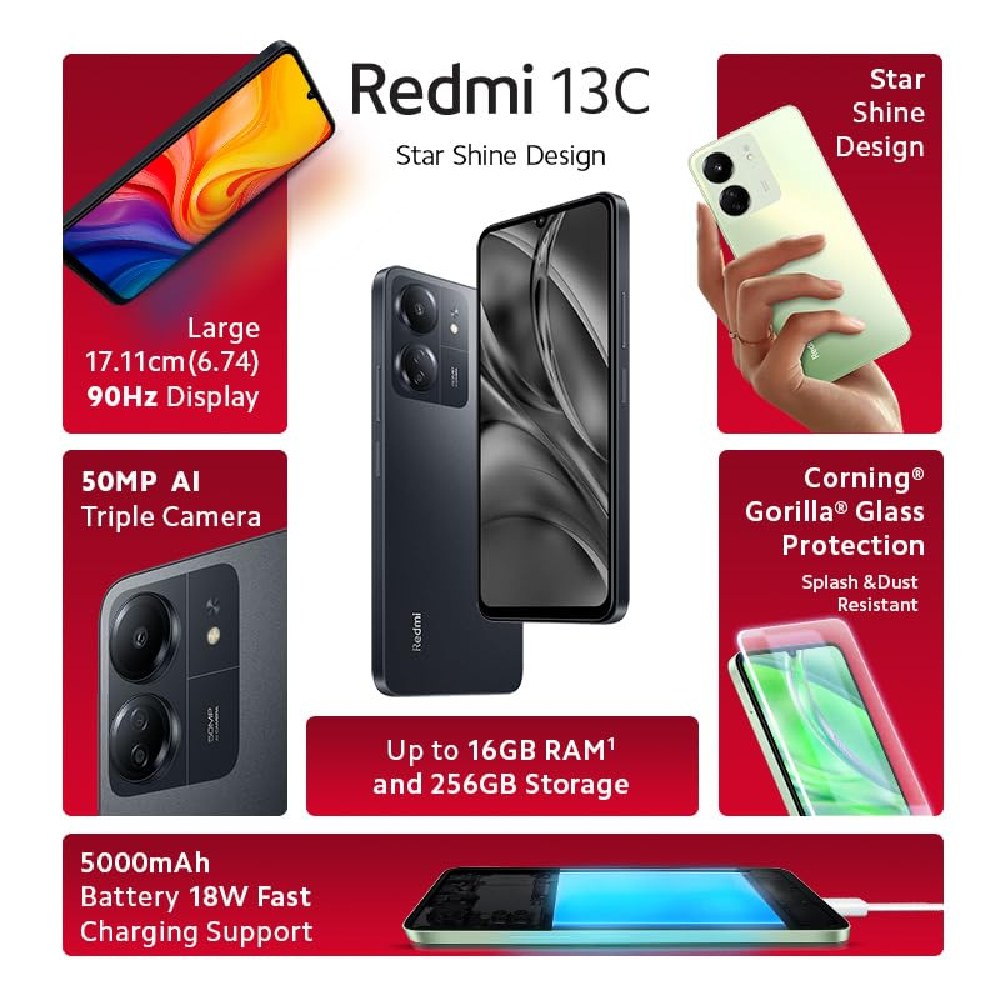 Redmi 13C
Star Shine Design
Large
17.11cm(6.74)
90Hz Display
Star
Shine
Design
Redmi
Redmi
50MP AI
Triple Camera
50MP
Corning®
Gorilla® Glass
Protection
Splash &Dust
Resistant
Up to 16GB RAM¹
and 256GB Storage
5000mAh
Battery 18W Fast
Charging Support